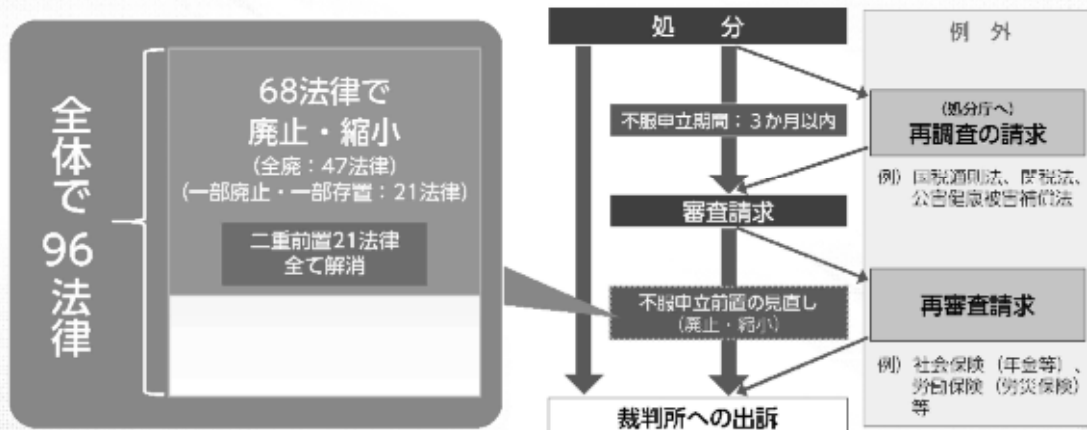 全体で96法律
68法律で
廃止・縮小
(全廃：47法律)
(一部廃止・一部存置：21法律)
二重前置21法律
全て解消
処 分
不服申立期間：３か月以内
審査請求
不服申立前置の見直し
(廃止・縮小)
裁判所への出訴
例 外
(処分庁へ)
再調査の請求
例）国税通則法、関税法、
公害健康被害補償法
再審査請求
例）社会保険（年金等）、
労働保険（労災保険）
等